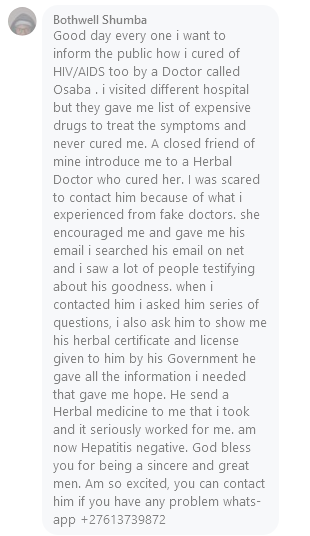 Bothwell Shumba
Good day every one i want to
inform the public how i cured of
HIV/AIDS too by a Doctor called
Osaba . i visited different hospital
but they gave me list of expensive
drugs to treat the symptoms and
never cured me. A closed friend of
mine introduce me to a Herbal
Doctor who cured her. I was scared
to contact him because of what i
experienced from fake doctors. she
encouraged me and gave me his
email i searched his email on net
and i saw a lot of people testifying
about his goodness. when i
contacted him i asked him series of
questions, i also ask him to show me
his herbal certificate and license
given to him by his Government he
gave all the information i needed
that gave me hope. He send a
Herbal medicine to me that i took
and it seriously worked for me. am
now Hepatitis negative. God bless
you for being a sincere and great
men. Am so excited, you can contact
him if you have any problem whats-
app +27613739872